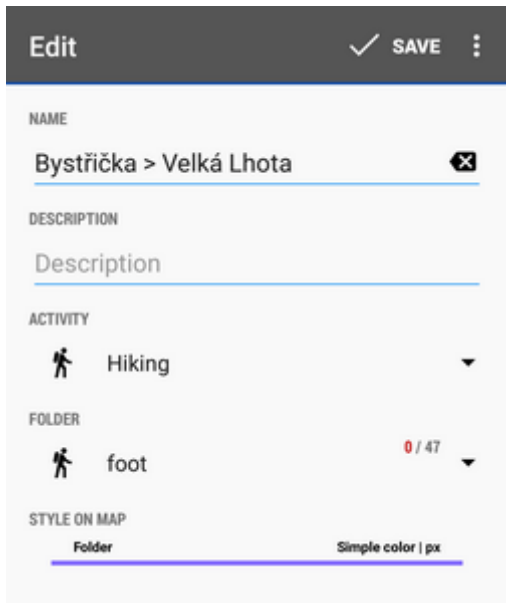 Edit SAVE
NAME
Bystřička > Velká Lhota
DESCRIPTION
Description
ACTIVITY
Hiking
FOLDER
foot 0 / 47
STYLE ON MAP
Folder Simple color | px